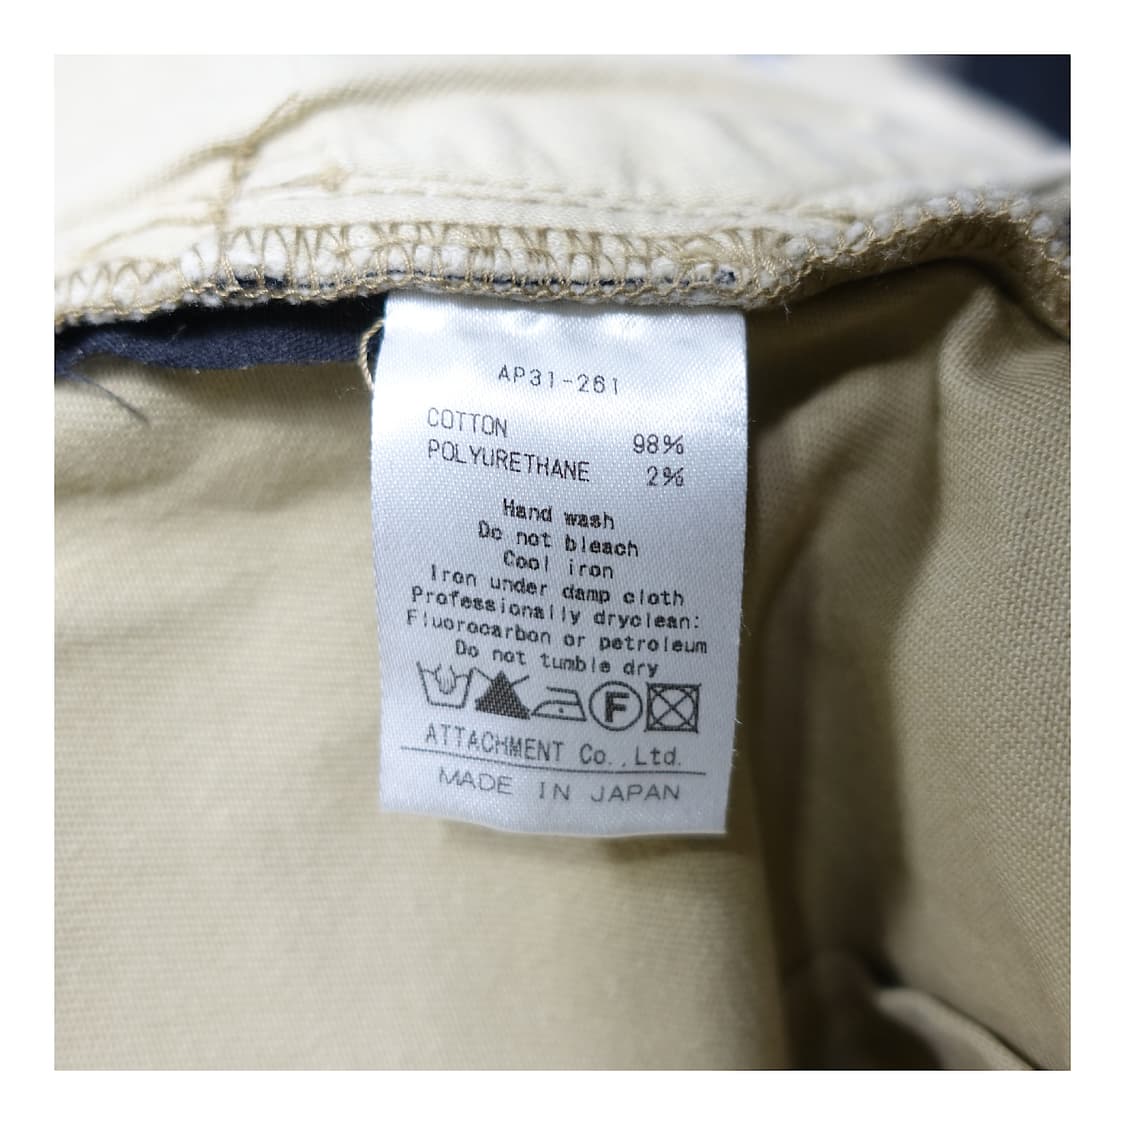 AP31-261
COTTON 98%
POLYURETHANE 2%
Hand wash
Do not bleach
Cool iron
Iron under damp cloth
Professionally dryclean:
Fluorocarbon or petroleum
Do not tumble dry
F
ATTACHMENT Co.,Ltd.
MADE IN JAPAN